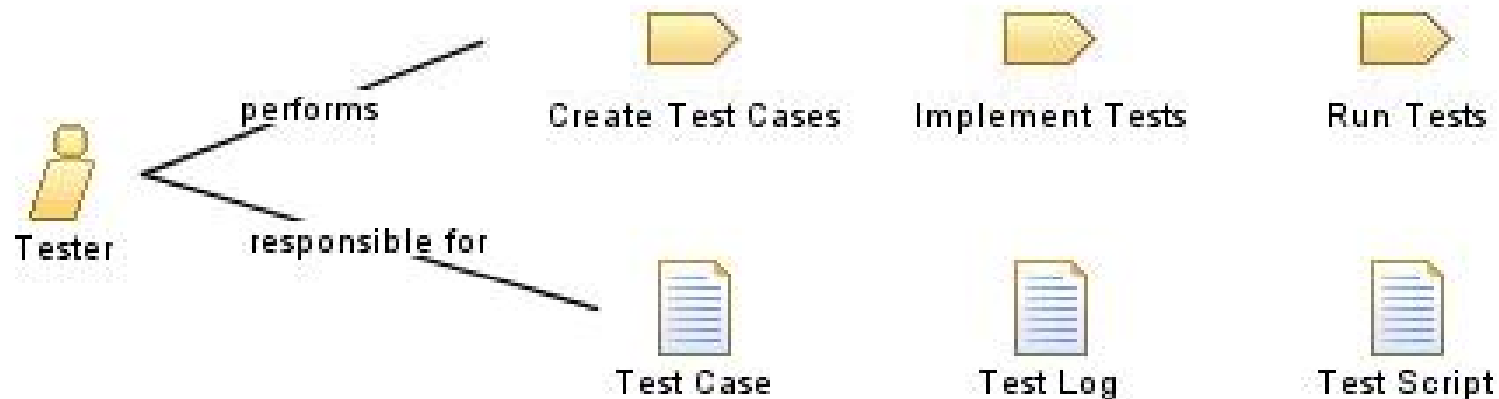 performs
Create Test Cases
Implement Tests
Run Tests
Tester
responsible for
Test Case
Test Log
Test Script